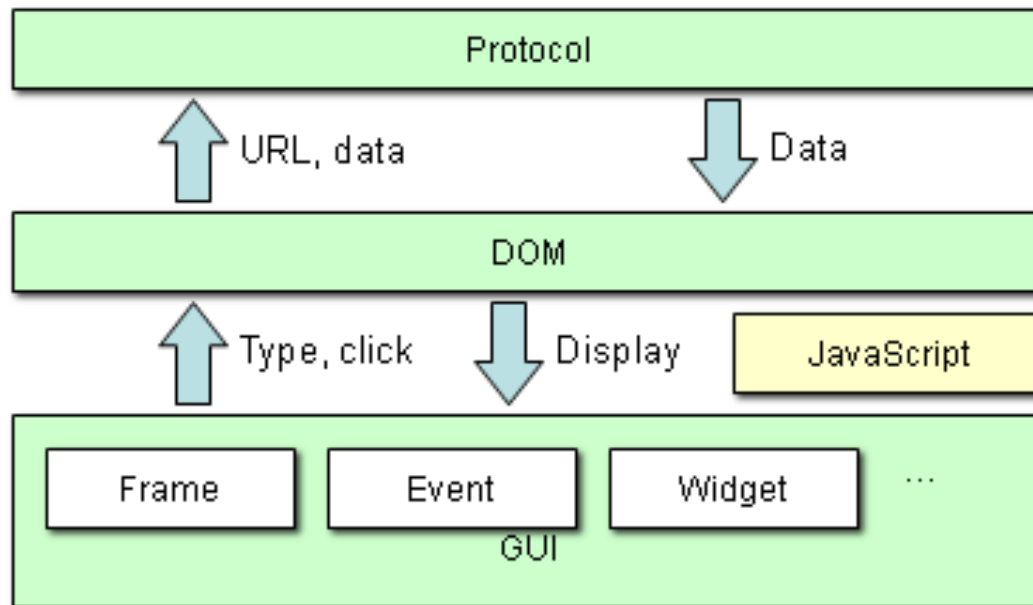 Protocol
URL, data
Data
DOM
Type, click
Display
JavaScript
Frame
Event
Widget
...
GUI